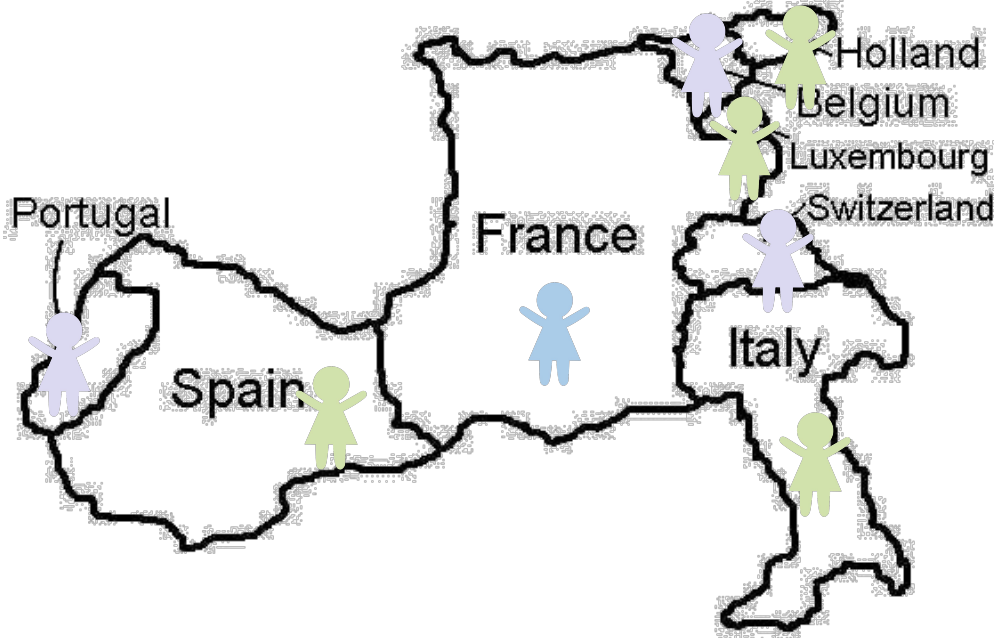 Holland
Belgium
Luxembourg
Switzerland
Portugal
France
Italy
Spain